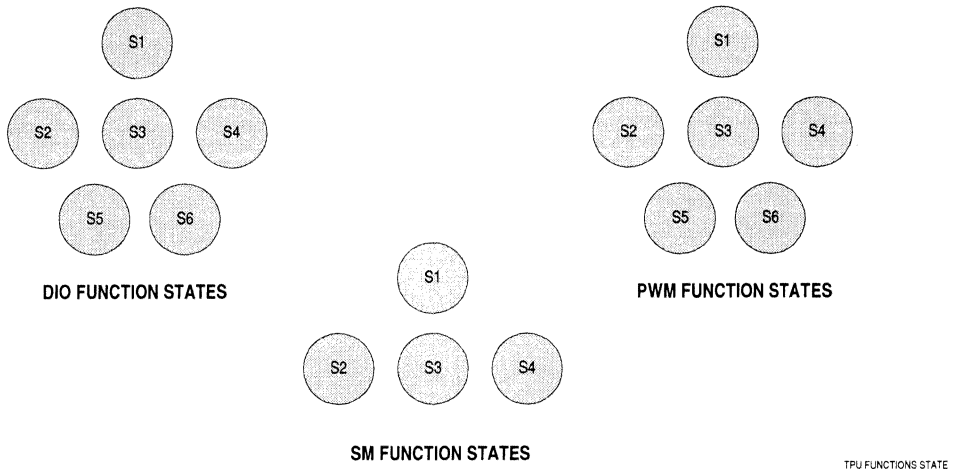 S1
S2 S3 S4
S5 S6
DIO FUNCTION STATES
S1
S2 S3 S4
S5 S6
PWM FUNCTION STATES
S1
S2 S3 S4
SM FUNCTION STATES
TPU FUNCTIONS STATE